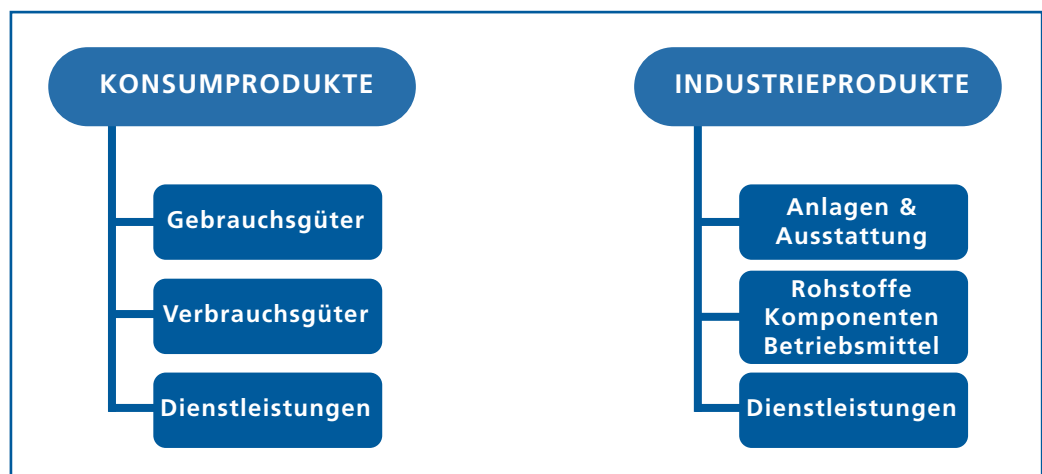 KONSUMPRODUKTE
Gebrauchsgüter
Verbrauchsgüter
Dienstleistungen
INDUSTRIEPRODUKTE
Anlagen &
Ausstattung
Rohstoffe
Komponenten
Betriebsmittel
Dienstleistungen